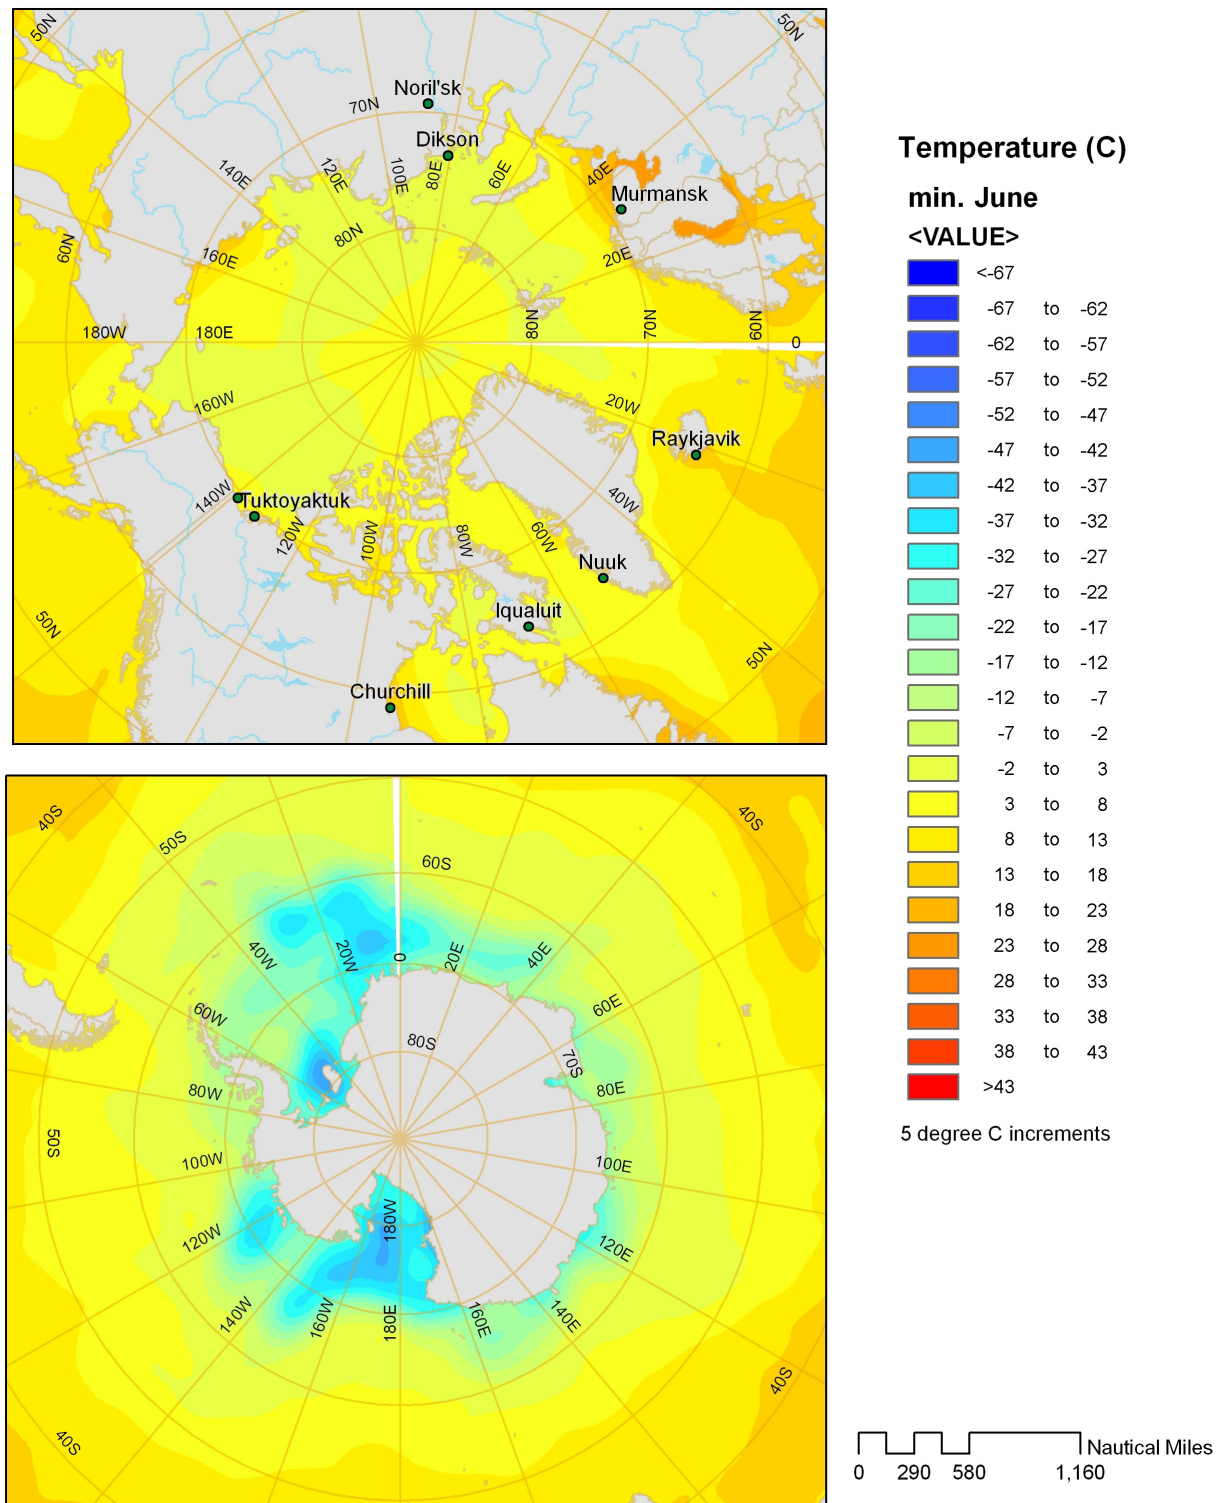 50N
50N
Noril'sk
70N
Dikson
140E
120E
100E
80E
60E
40E
Murmansk
60N
160E
80N
20E
180W
180E
80N
70N
60N
0
160W
20W
Raykjavik
140W
Tuktoyaktuk
120W
100W
80W
60W
40W
Nuuk
Iqualuit
50N
50N
Churchill
40S
50S
60S
40S
40W
20W
0
20E
40E
60W
60E
80S
70S
80W
80E
50S
100W
100E
120W
180W
120E
140W
160W
180E
160E
140E
40S
40S
Temperature (C)
min. June
<VALUE>
<-67
-67 to -62
-62 to -57
-57 to -52
-52 to -47
-47 to -42
-42 to -37
-37 to -32
-32 to -27
-27 to -22
-22 to -17
-17 to -12
-12 to -7
-7 to -2
-2 to 3
3 to 8
8 to 13
13 to 18
18 to 23
23 to 28
28 to 33
33 to 38
38 to 43
>43
5 degree C increments
Nautical Miles
0 290 580 1,160